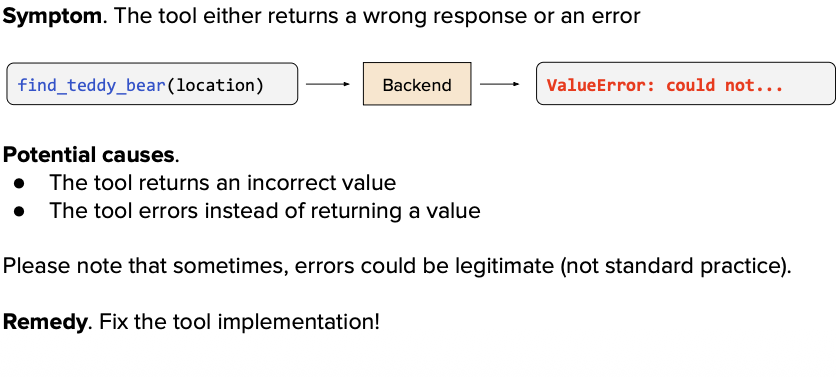 Symptom. The tool either returns a wrong response or an error
find_teddy_bear(location)
Backend
ValueError: could not...
Potential causes.
● The tool returns an incorrect value
● The tool errors instead of returning a value
Please note that sometimes, errors could be legitimate (not standard practice).
Remedy. Fix the tool implementation!